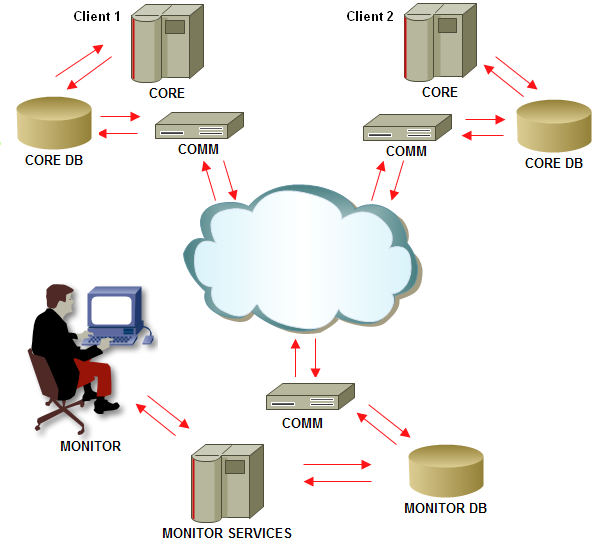 Client 1
Client 2
CORE
CORE
CORE DB
COMM
COMM
CORE DB
MONITOR
COMM
MONITOR SERVICES
MONITOR DB